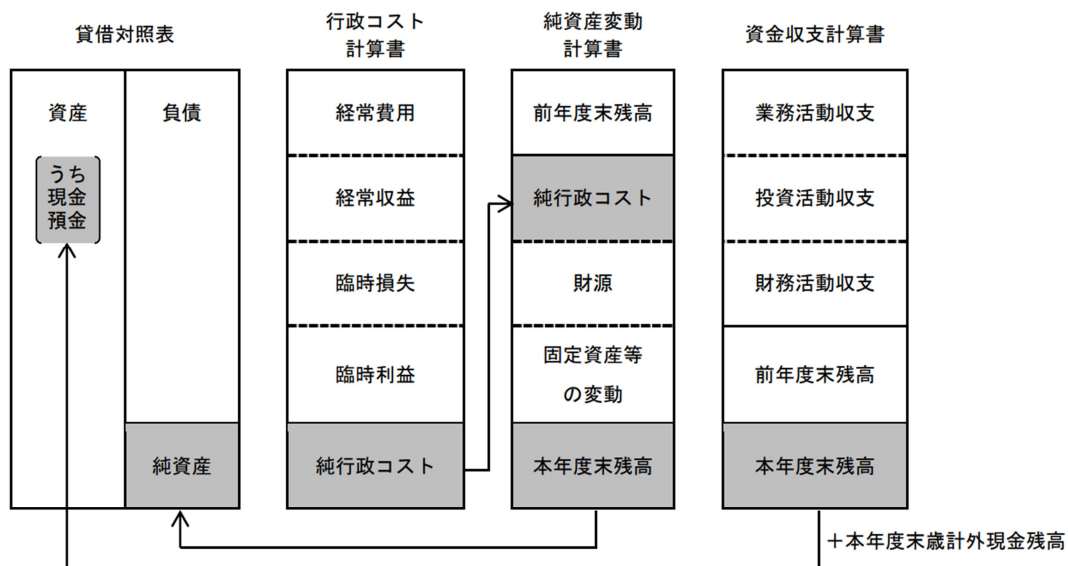 貸借対照表
資産
うち
現金
預金
負債
純資産
行政コスト
計算書
経常費用
経常収益
臨時損失
臨時利益
純行政コスト
純資産変動
計算書
前年度末残高
純行政コスト
財源
固定資産等
の変動
本年度末残高
資金収支計算書
業務活動収支
投資活動収支
財務活動収支
前年度末残高
本年度末残高
＋本年度末歳計外現金残高